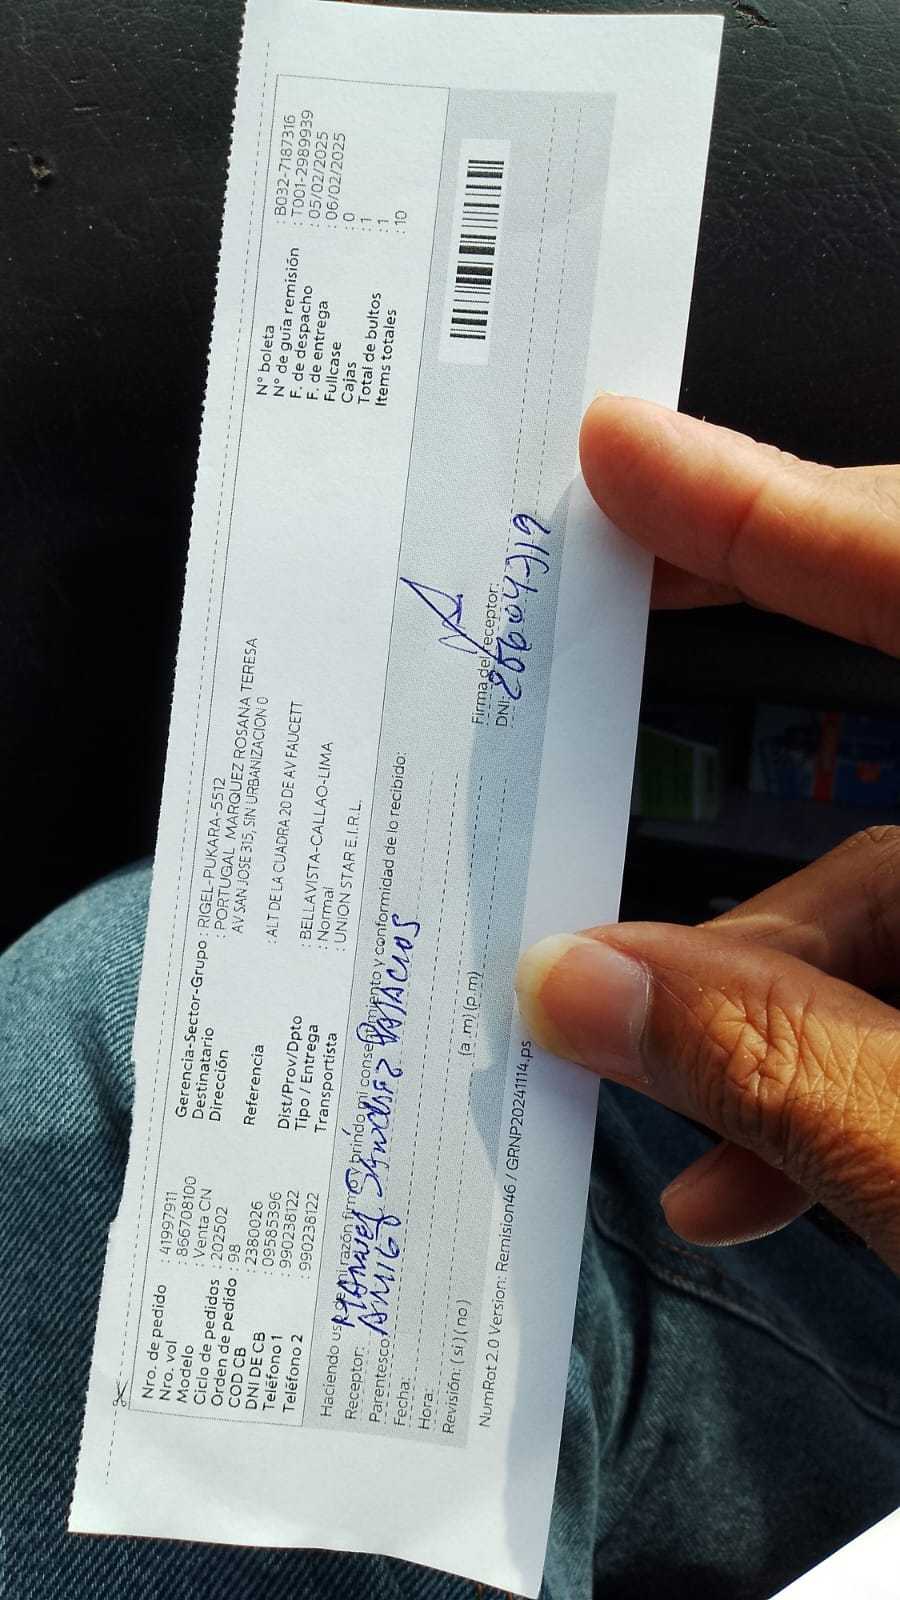 Nro. de pedido : 41997911
Nro. vol : 866708100
Modelo : Venta CN
Ciclo de pedidos : 202502
Orden de pedido : 98
COD CB : 2380026
DNI DE CB : 09585396
Teléfono 1 : 990238122
Teléfono 2 : 990238122
Gerencia-Sector-Grupo : RIGEL-PUKARA-5512
Destinatario : PORTUGAL MARQUEZ ROSANA TERESA
Dirección AV SAN JOSE 315, SIN URBANIZACION 0
Referencia : ALT DE LA CUADRA 20 DE AV FAUCETT
Dist/Prov/Dpto : BELLAVISTA-CALLAO-LIMA
Tipo / Entrega : Normal
Transportista : UNION STAR E.I.R.L.
N° boleta : B032-7187316
N° de guía remisión : T001-2989939
F. de despacho : 05/02/2025
F. de entrega : 06/02/2025
Fullcase : 0
Cajas : 1
Total de bultos : 1
Items totales : 10
Haciendo uso de mi razón firmo y brindo mi consentimiento y conformidad de lo recibido:
Receptor: Manuel Sanchez Palacios
Parentesco: Amigo
Fecha:
Hora: (a .m) (p.m)
Revisión: ( si ) ( no )
Firma del receptor:
DNI: 25604719
NumRot 2.0 Version: Remision46 / GRNP20241114.ps